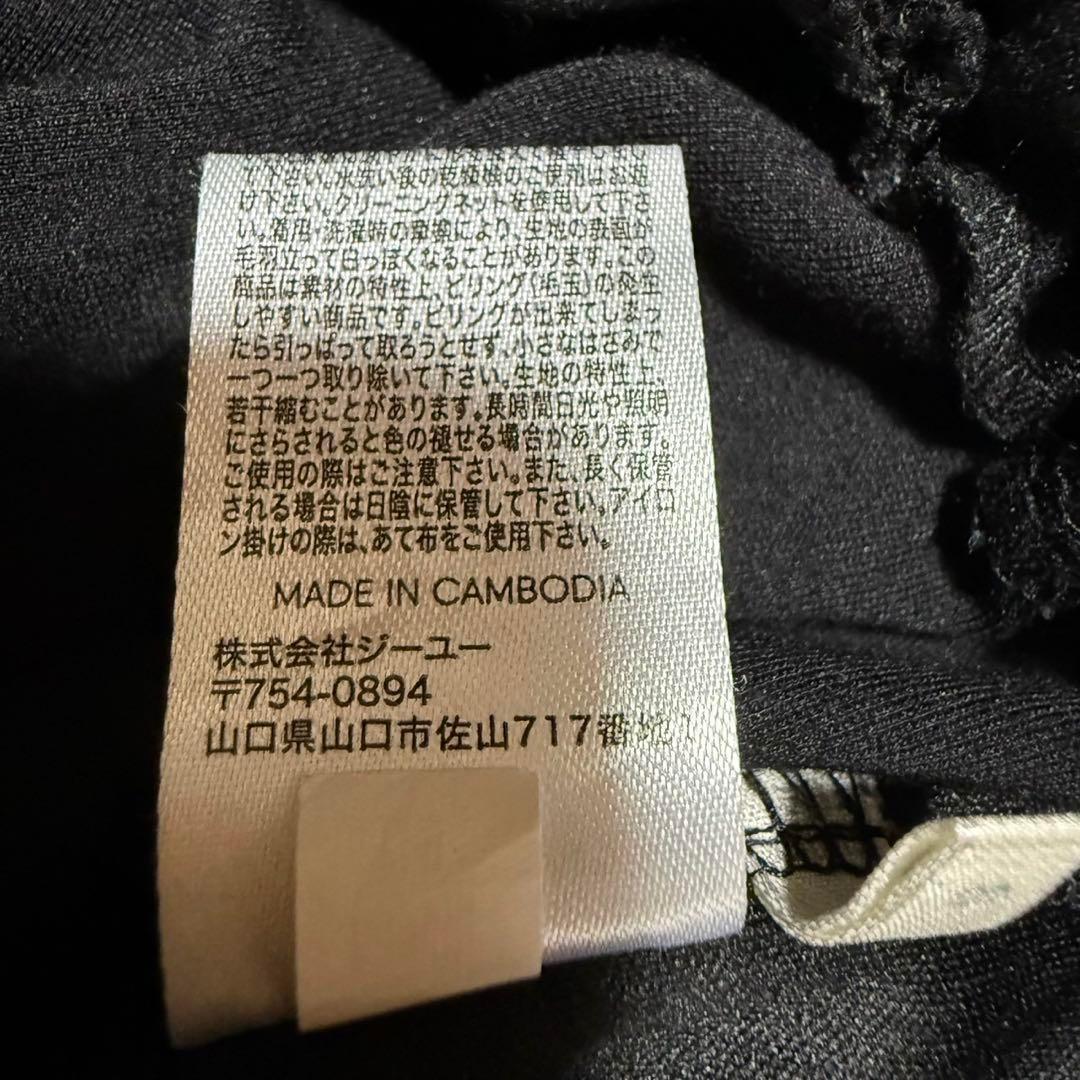 で下さい。水洗い後の乾燥機のご使用はお避
け下さい。クリーニングネットを使用して下さ
い。着用・洗濯時の摩擦により、生地の表面が
毛羽立って白っぽくなることがあります。この
商品は素材の特性上、ピリング(毛玉)の発生
しやすい商品です。ピリングが出来てしまっ
たら引っぱって取ろうとせず、小さなはさみで
一つ一つ取り除いて下さい。生地の特性上、
若干縮むことがあります。長時間日光や照明
にさらされると色の褪せる場合があります。
ご使用の際はご注意下さい。また、長く保管
される場合は日陰に保管して下さい。アイロ
ン掛けの際は、あて布をご使用下さい。
MADE IN CAMBODIA
株式会社ジーユー
〒754-0894
山口県山口市佐山717番地1